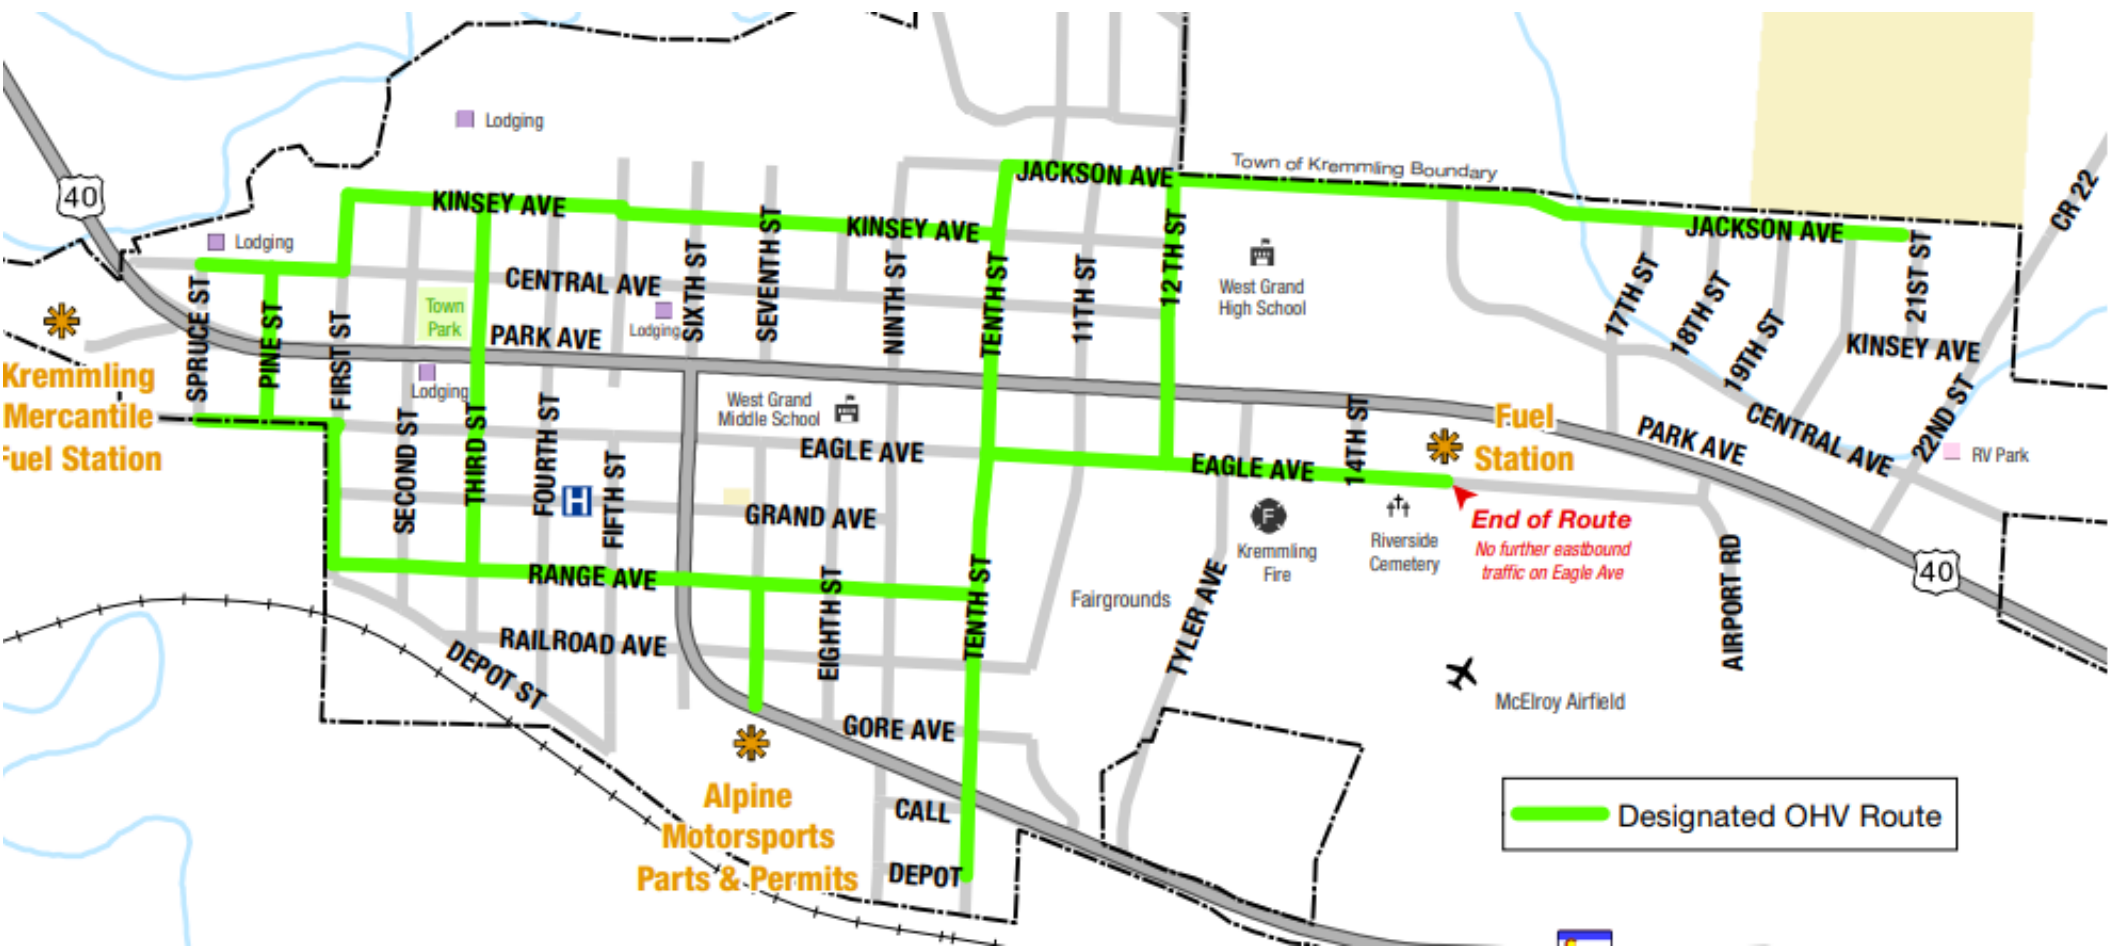 Lodging
40
Town of Kremmling Boundary
JACKSON AVE
CR 22
KINSEY AVE
KINSEY AVE
JACKSON AVE
Lodging
CENTRAL AVE
SIXTH ST
SEVENTH ST
NINTH ST
TENTH ST
11TH ST
12TH ST
West Grand
High School
17TH ST
18TH ST
19TH ST
21ST ST
KINSEY AVE
Town
Park
Lodging
PARK AVE
SPRUCE ST
PINE ST
FIRST ST
Kremmling
Mercantile
Fuel Station
Lodging
West Grand
Middle School
SECOND ST
THIRD ST
FOURTH ST
FIFTH ST
H
EAGLE AVE
EAGLE AVE
14TH ST
Fuel
Station
PARK AVE
CENTRAL AVE
22ND ST
RV Park
GRAND AVE
F
Kremmling
Fire
Riverside
Cemetery
End of Route
No further eastbound
traffic on Eagle Ave
RANGE AVE
EIGHTH ST
TENTH ST
Fairgrounds
TYLER AVE
AIRPORT RD
40
RAILROAD AVE
DEPOT ST
McElroy Airfield
GORE AVE
Alpine
Motorsports
Parts & Permits
CALL
DEPOT
Designated OHV Route